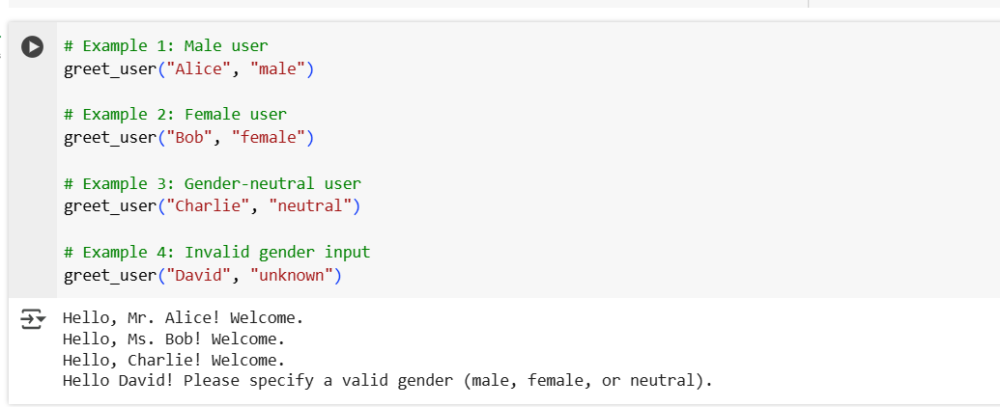 # Example 1: Male user
greet_user("Alice", "male")
# Example 2: Female user
greet_user("Bob", "female")
# Example 3: Gender-neutral user
greet_user("Charlie", "neutral")
# Example 4: Invalid gender input
greet_user("David", "unknown")
Hello, Mr. Alice! Welcome.
Hello, Ms. Bob! Welcome.
Hello, Charlie! Welcome.
Hello David! Please specify a valid gender (male, female, or neutral).